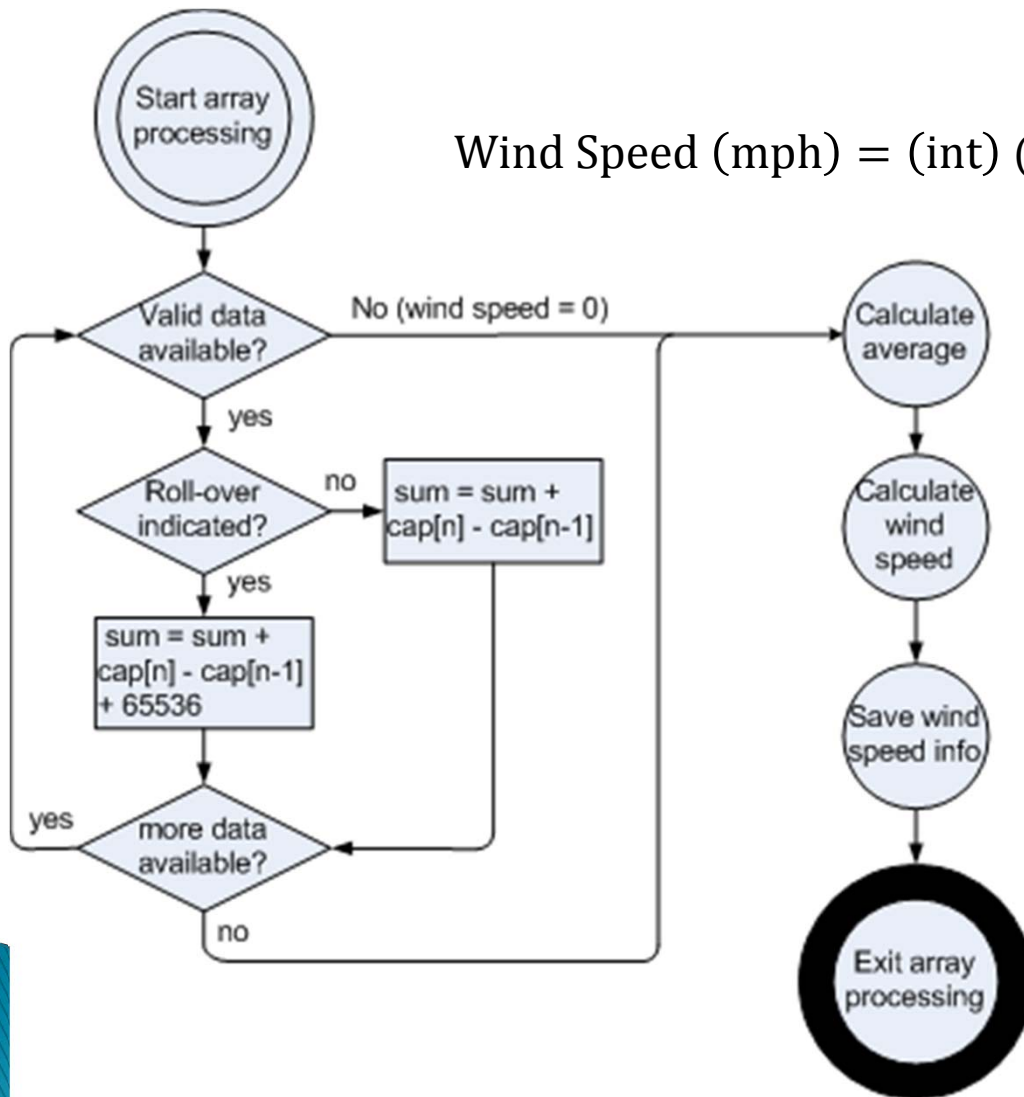 Start array
processing
Wind Speed (mph) = (int) (
Valid data
available?
No (wind speed = 0)
Calculate
average
yes
Roll-over
indicated?
no
sum = sum +
cap[n] - cap[n-1]
Calculate
wind
speed
yes
sum = sum +
cap[n] - cap[n-1]
+ 65536
Save wind
speed info
yes
more data
available?
no
Exit array
processing